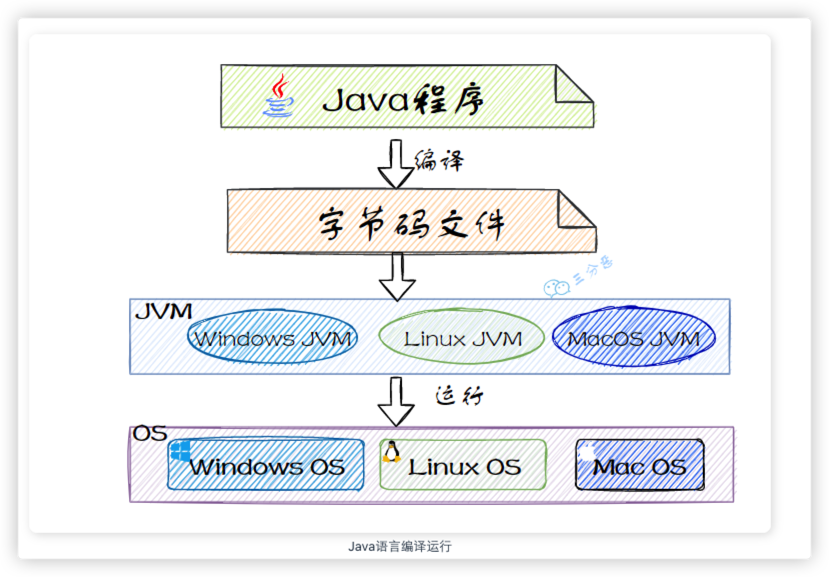 Java程序
编译
字节码文件
三分恶
JVM
Windows JVM
Linux JVM
MacOS JVM
运行
OS
Windows OS
Linux OS
Mac OS
Java语言编译运行